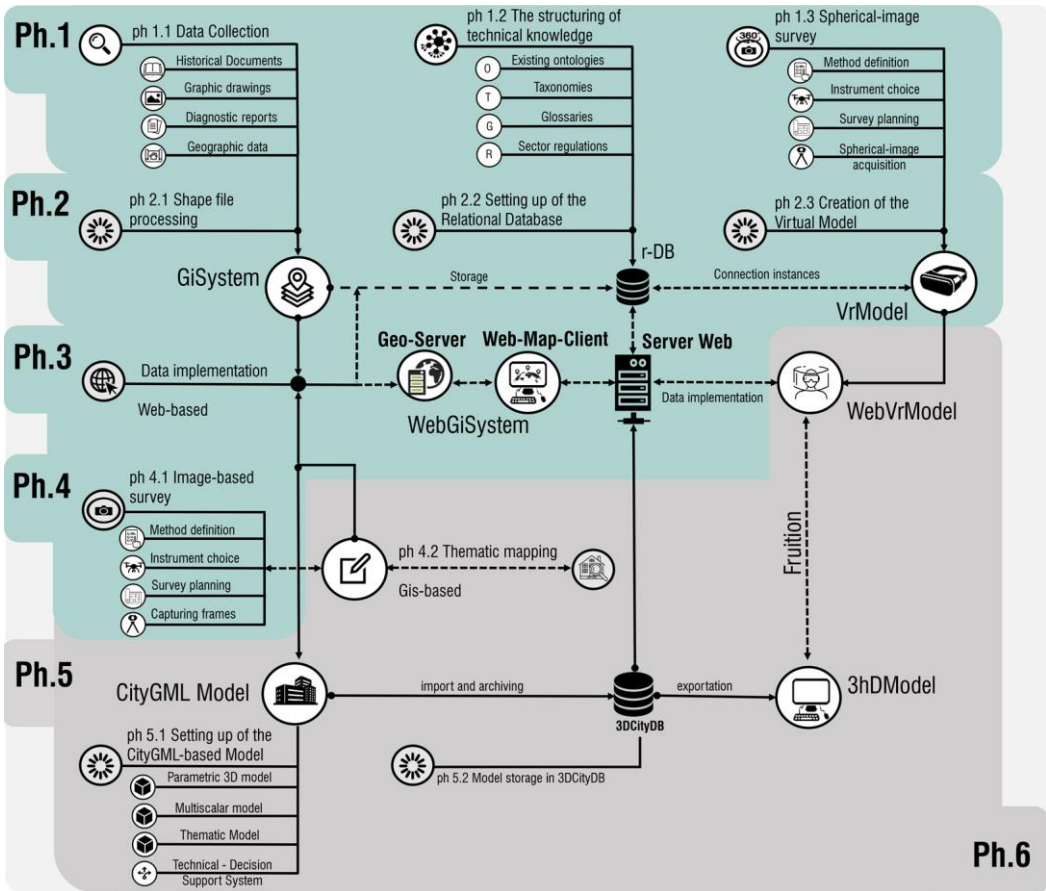 Ph.1
ph 1.1 Data Collection
Historical Documents
Graphic drawings
Diagnostic reports
Geographic data
ph 1.2 The structuring of
technical knowledge
O
Existing ontologies
T
Taxonomies
G
Glossaries
R
Sector regulations
360°
ph 1.3 Spherical-image
survey
Method definition
Instrument choice
Survey planning
Spherical-image
acquisition
Ph.2
ph 2.1 Shape file
processing
ph 2.2 Setting up of the
Relational Database
ph 2.3 Creation of the
Virtual Model
GiSystem
Storage
r-DB
Connection instances
VrModel
Ph.3
Data implementation
Web-based
Geo-Server
Web-Map-Client
WebGiSystem
Server Web
Data implementation
WebVrModel
Ph.4
ph 4.1 Image-based
survey
Method definition
Instrument choice
Survey planning
Capturing frames
ph 4.2 Thematic mapping
Gis-based
Fruition
Ph.5
CityGML Model
import and archiving
3DCityDB
exportation
3hDModel
ph 5.1 Setting up of the
CityGML-based Model
Parametric 3D model
Multiscalar model
Thematic Model
Technical - Decision
Support System
ph 5.2 Model storage in 3DCityDB
Ph.6